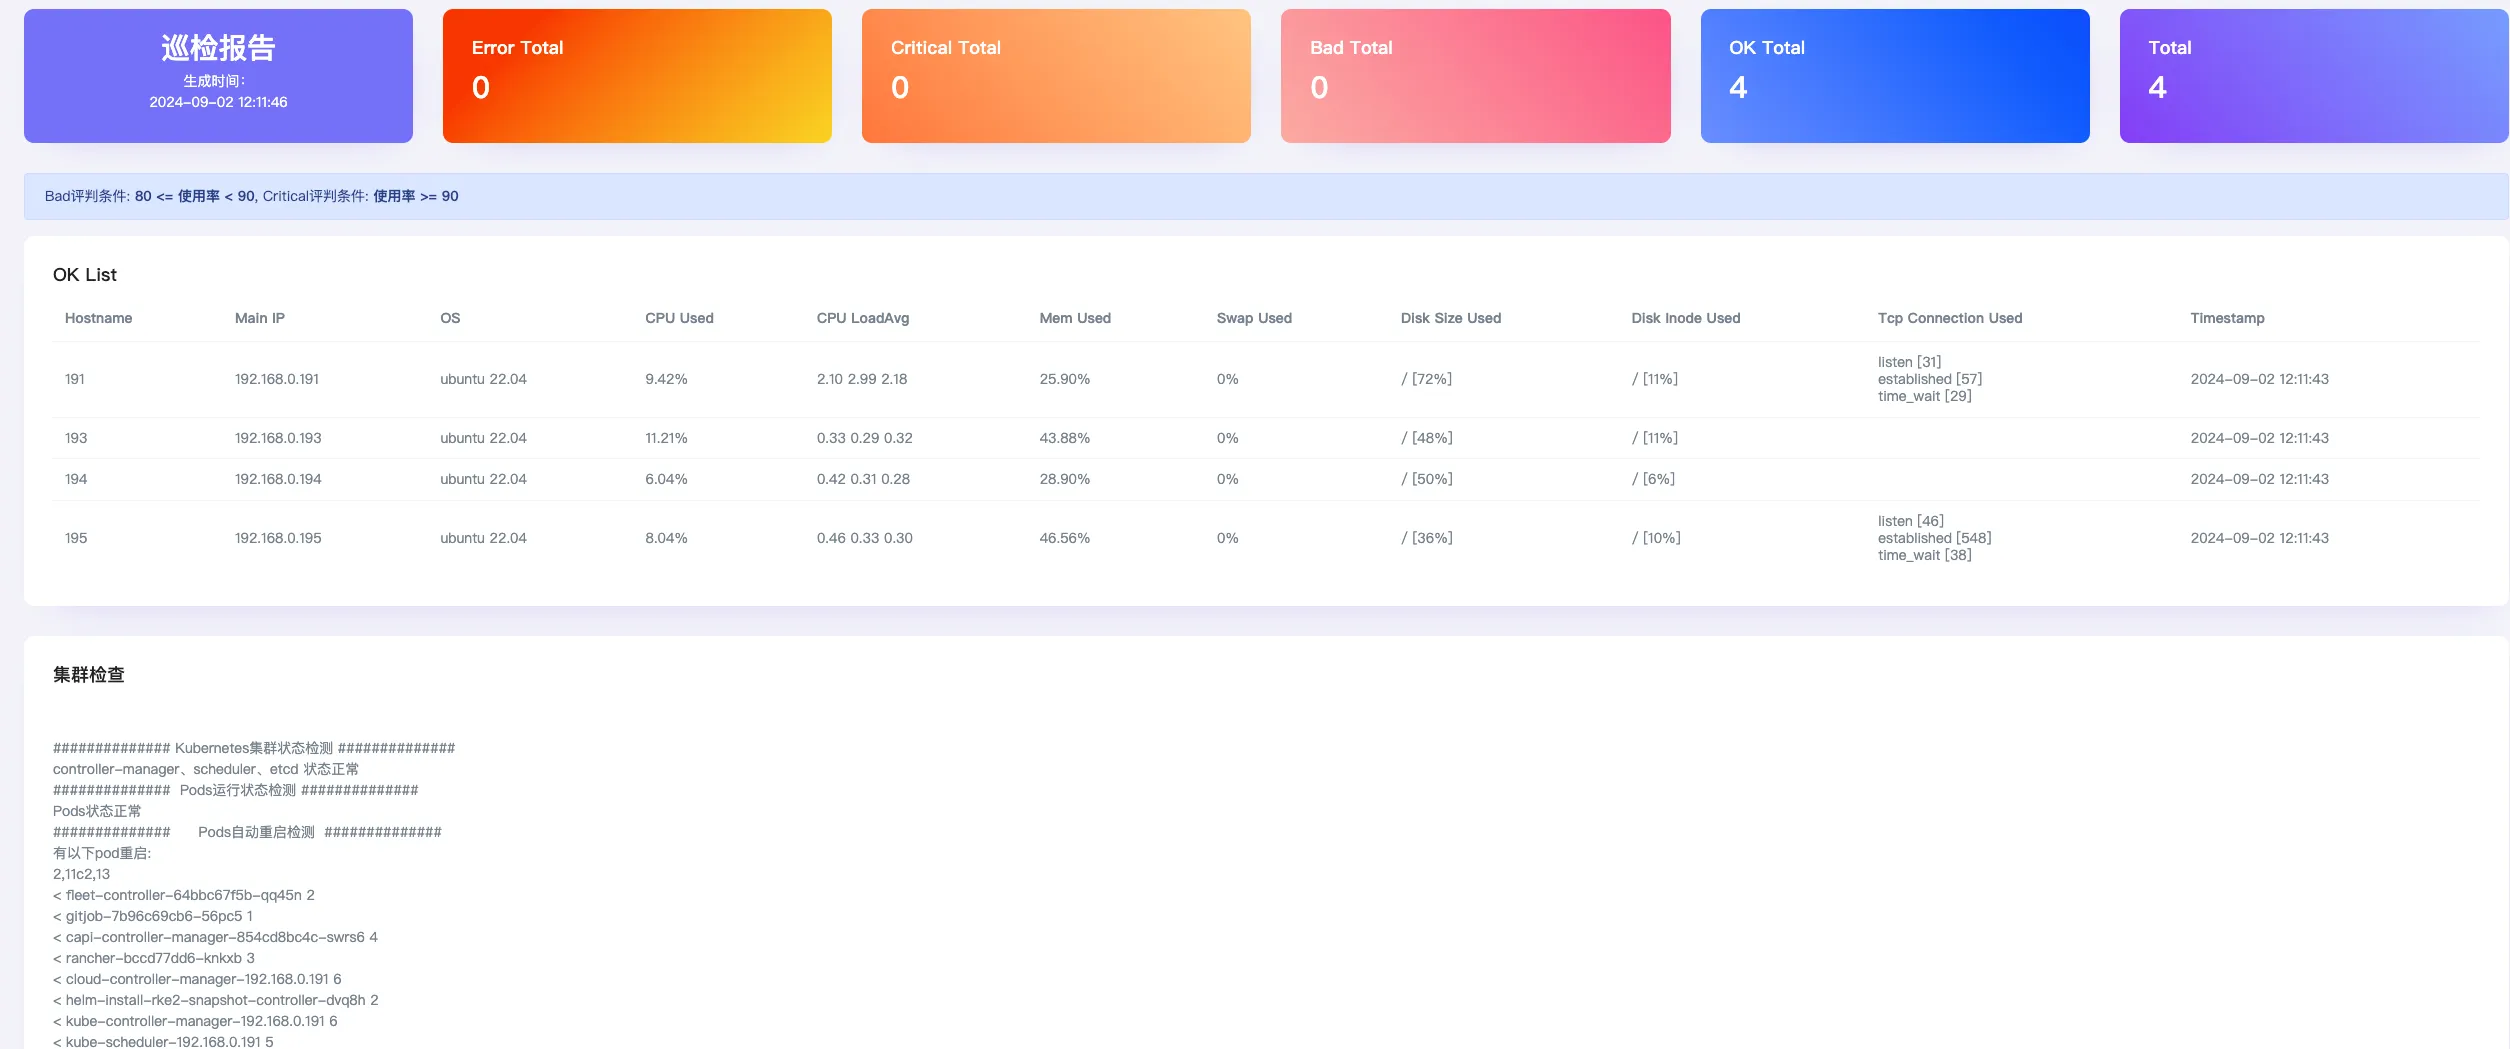 巡检报告
生成时间：
2024-09-02 12:11:46
Error Total
0
Critical Total
0
Bad Total
0
OK Total
4
Total
4
Bad评判条件: 80 <= 使用率 < 90, Critical评判条件: 使用率 >= 90
OK List
Hostname Main IP OS CPU Used CPU LoadAvg Mem Used Swap Used Disk Size Used Disk Inode Used Tcp Connection Used Timestamp
191 192.168.0.191 ubuntu 22.04 9.42% 2.10 2.99 2.18 25.90% 0% / [72%] / [11%] listen [31]
established [57]
time_wait [29] 2024-09-02 12:11:43
193 192.168.0.193 ubuntu 22.04 11.21% 0.33 0.29 0.32 43.88% 0% / [48%] / [11%] 2024-09-02 12:11:43
194 192.168.0.194 ubuntu 22.04 6.04% 0.42 0.31 0.28 28.90% 0% / [50%] / [6%] 2024-09-02 12:11:43
195 192.168.0.195 ubuntu 22.04 8.04% 0.46 0.33 0.30 46.56% 0% / [36%] / [10%] listen [46]
established [548]
time_wait [38] 2024-09-02 12:11:43
集群检查
############## Kubernetes集群状态检测 ##############
controller-manager、scheduler、etcd 状态正常
############## Pods运行状态检测 ##############
Pods状态正常
############## Pods自动重启检测 ##############
有以下pod重启:
2,11c2,13
< fleet-controller-64bbc67f5b-qq45n 2
< gitjob-7b96c69cb6-56pc5 1
< capi-controller-manager-854cd8bc4c-swrs6 4
< rancher-bccd77dd6-knkxb 3
< cloud-controller-manager-192.168.0.191 6
< helm-install-rke2-snapshot-controller-dvq8h 2
< kube-controller-manager-192.168.0.191 6
< kube-scheduler-192.168.0.191 5